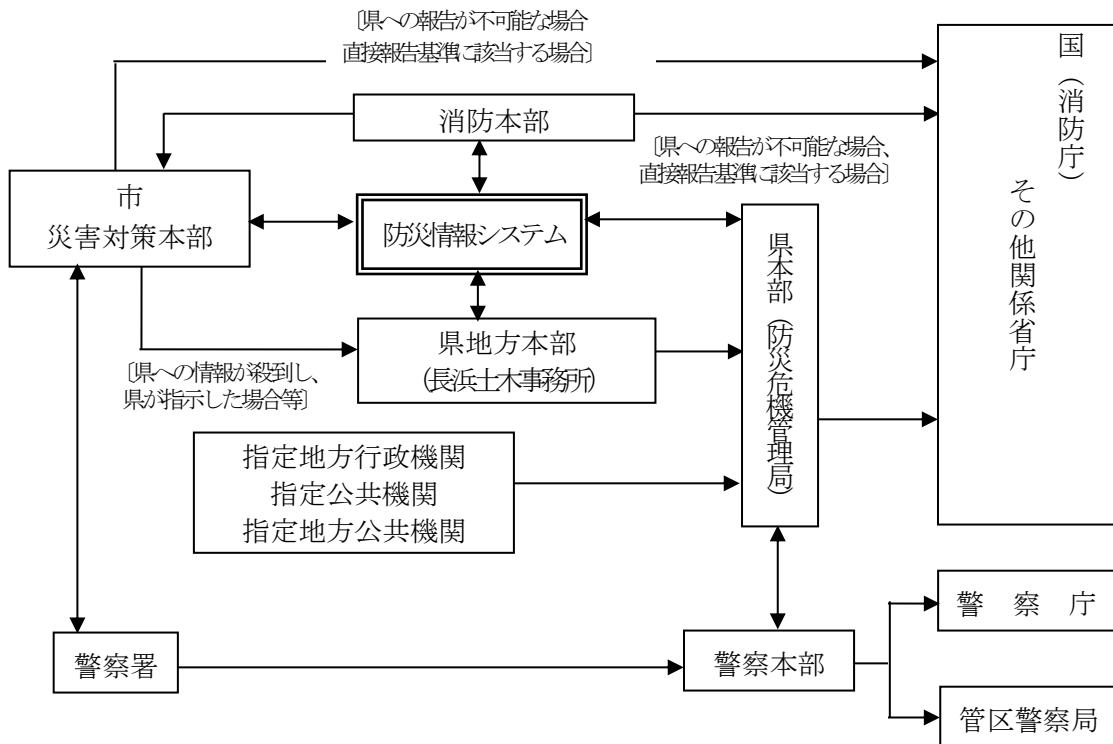 〔県への報告が不可能な場合
直接報告基準に該当する場合〕
国（消防庁）
その他関係省庁
消防本部
〔県への報告が不可能な場合、
直接報告基準に該当する場合〕
市
災害対策本部
防災情報システム
県本部（防災危機管理局）
県地方本部
（長浜土木事務所）
〔県への情報が殺到し、
県が指示した場合等〕
指定地方行政機関
指定公共機関
指定地方公共機関
警察庁
警察署
警察本部
管区警察局